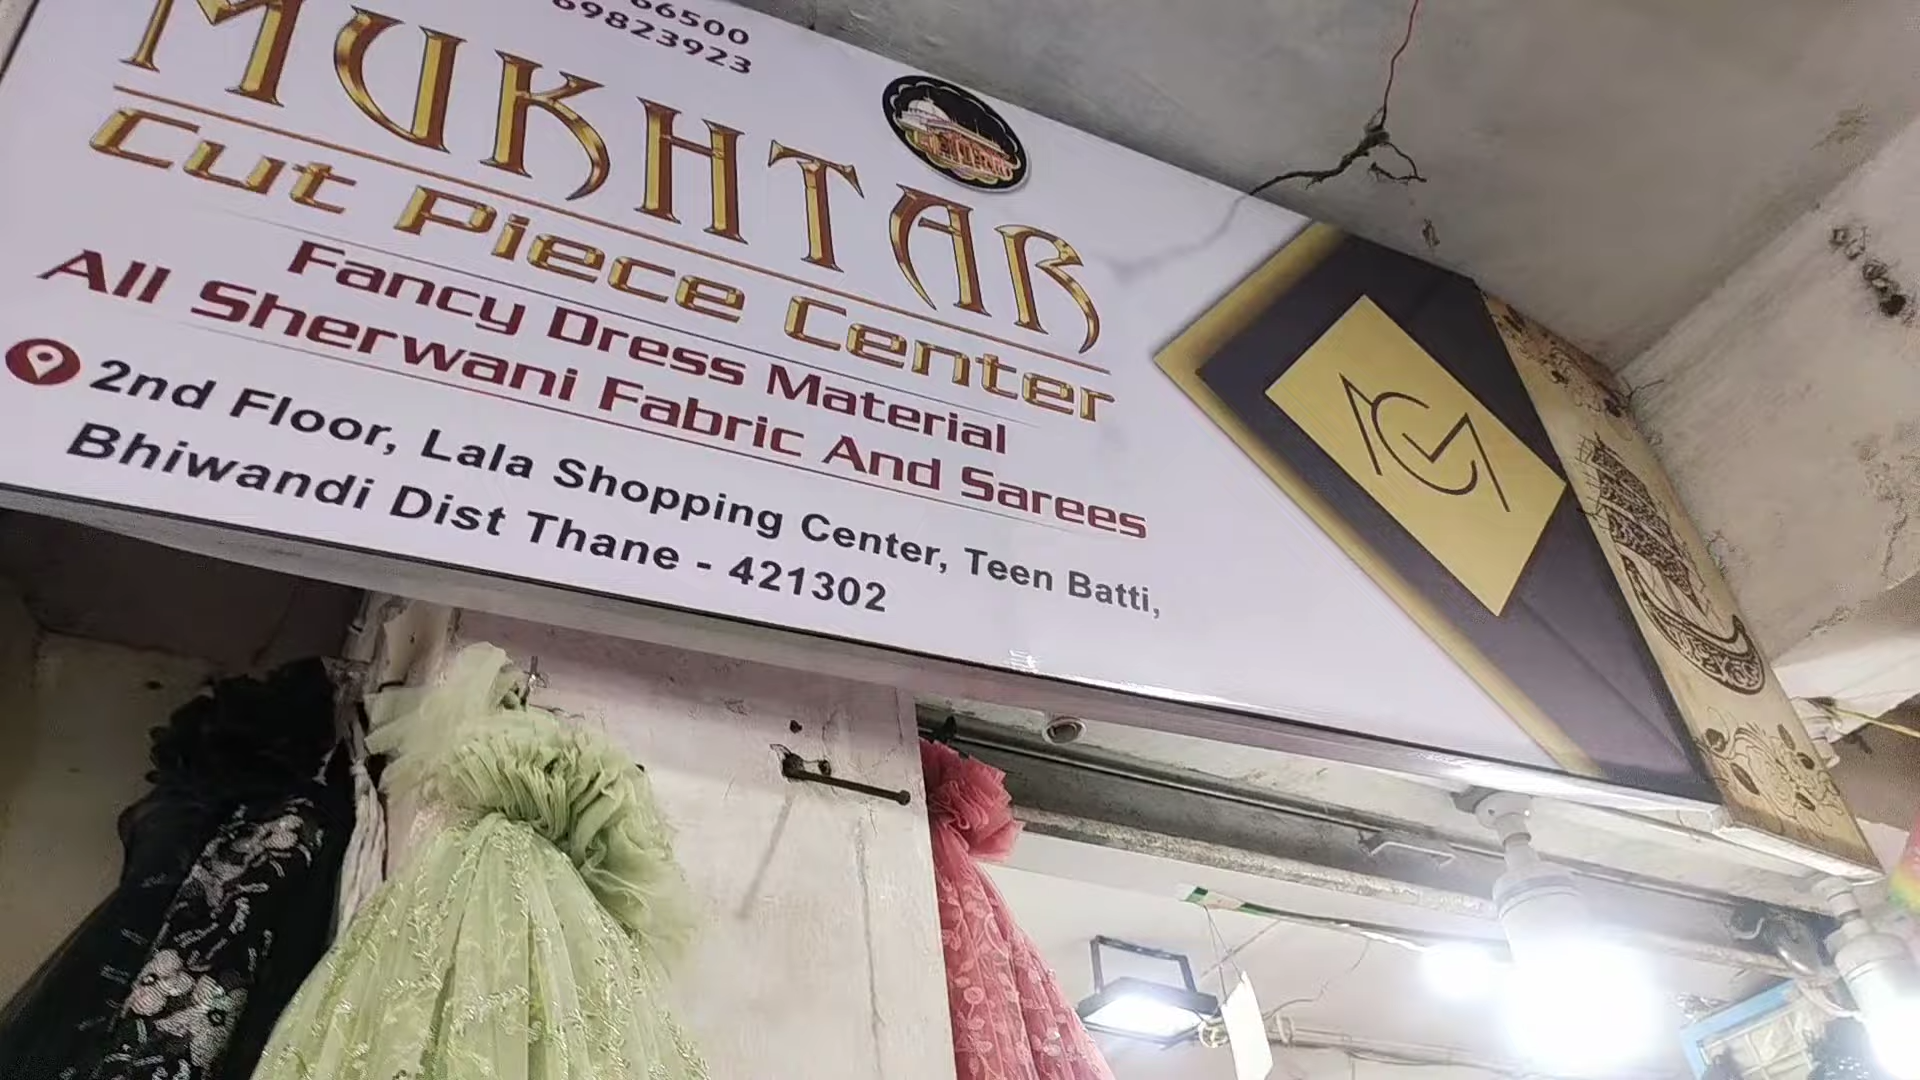 66500
69823923
MUKHTAR
Cut Piece Center
Fancy Dress Material
All Sherwani Fabric And Sarees
2nd Floor, Lala Shopping Center, Teen Batti,
Bhiwandi Dist Thane - 421302